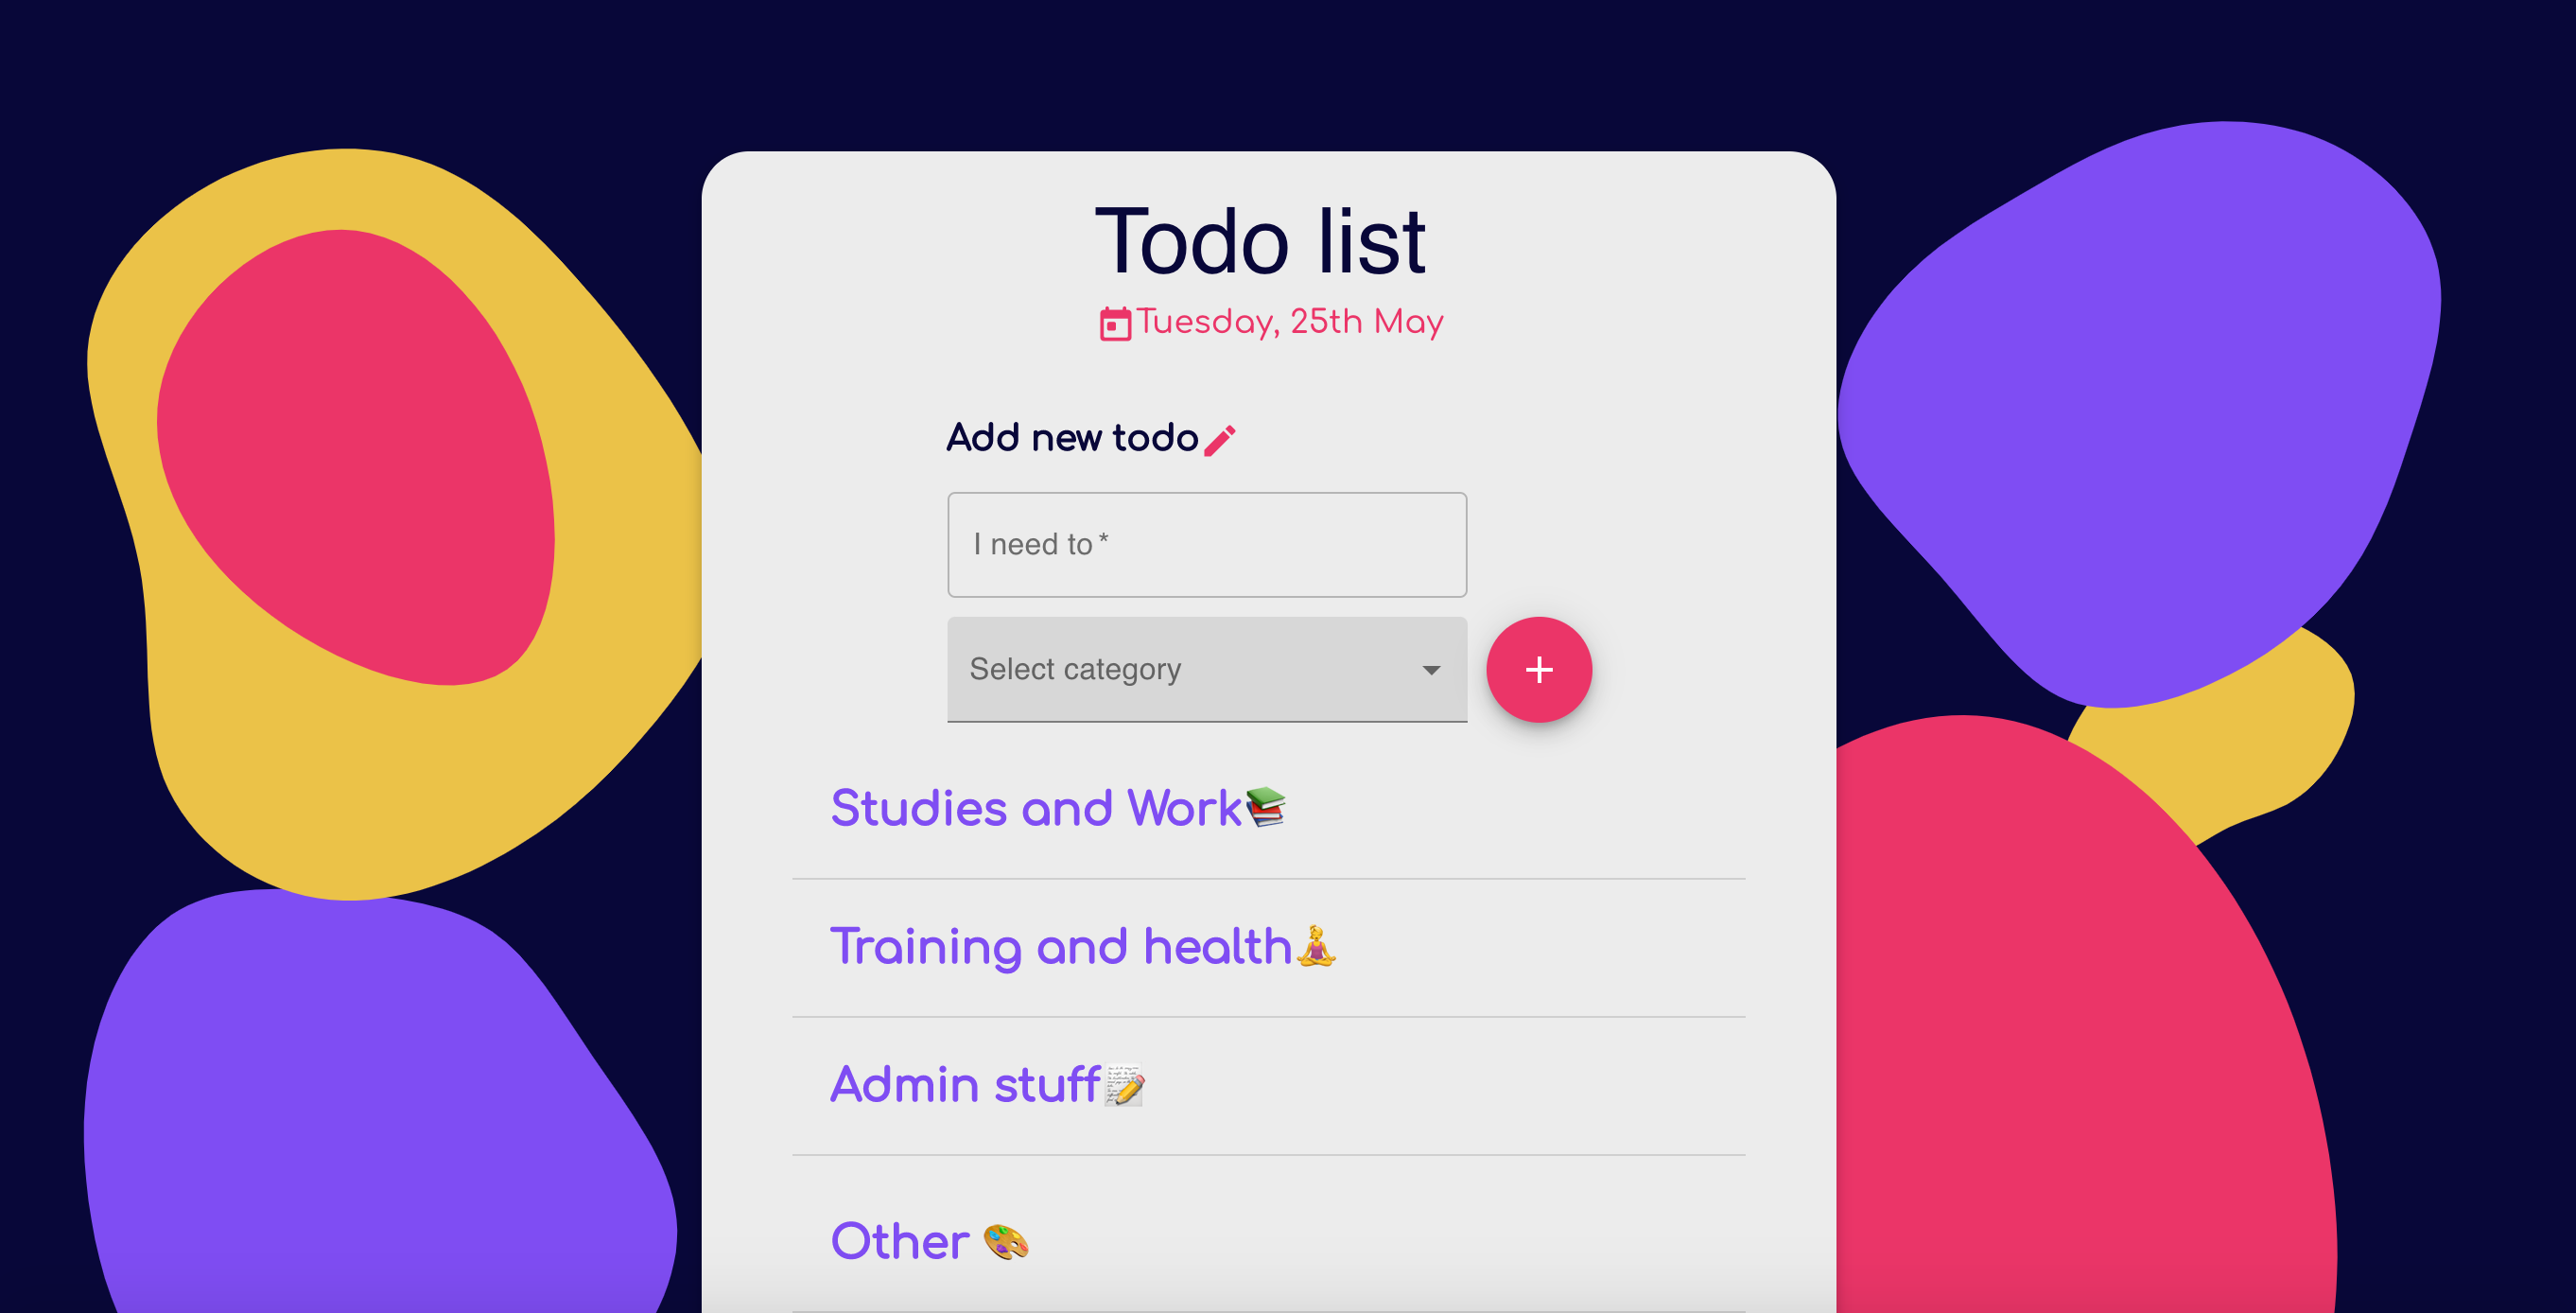 Todo list
Tuesday, 25th May
Add new todo
I need to *
Select category
+
Studies and Work📚
Training and health🧘‍♀️
Admin stuff📝
Other 🎨